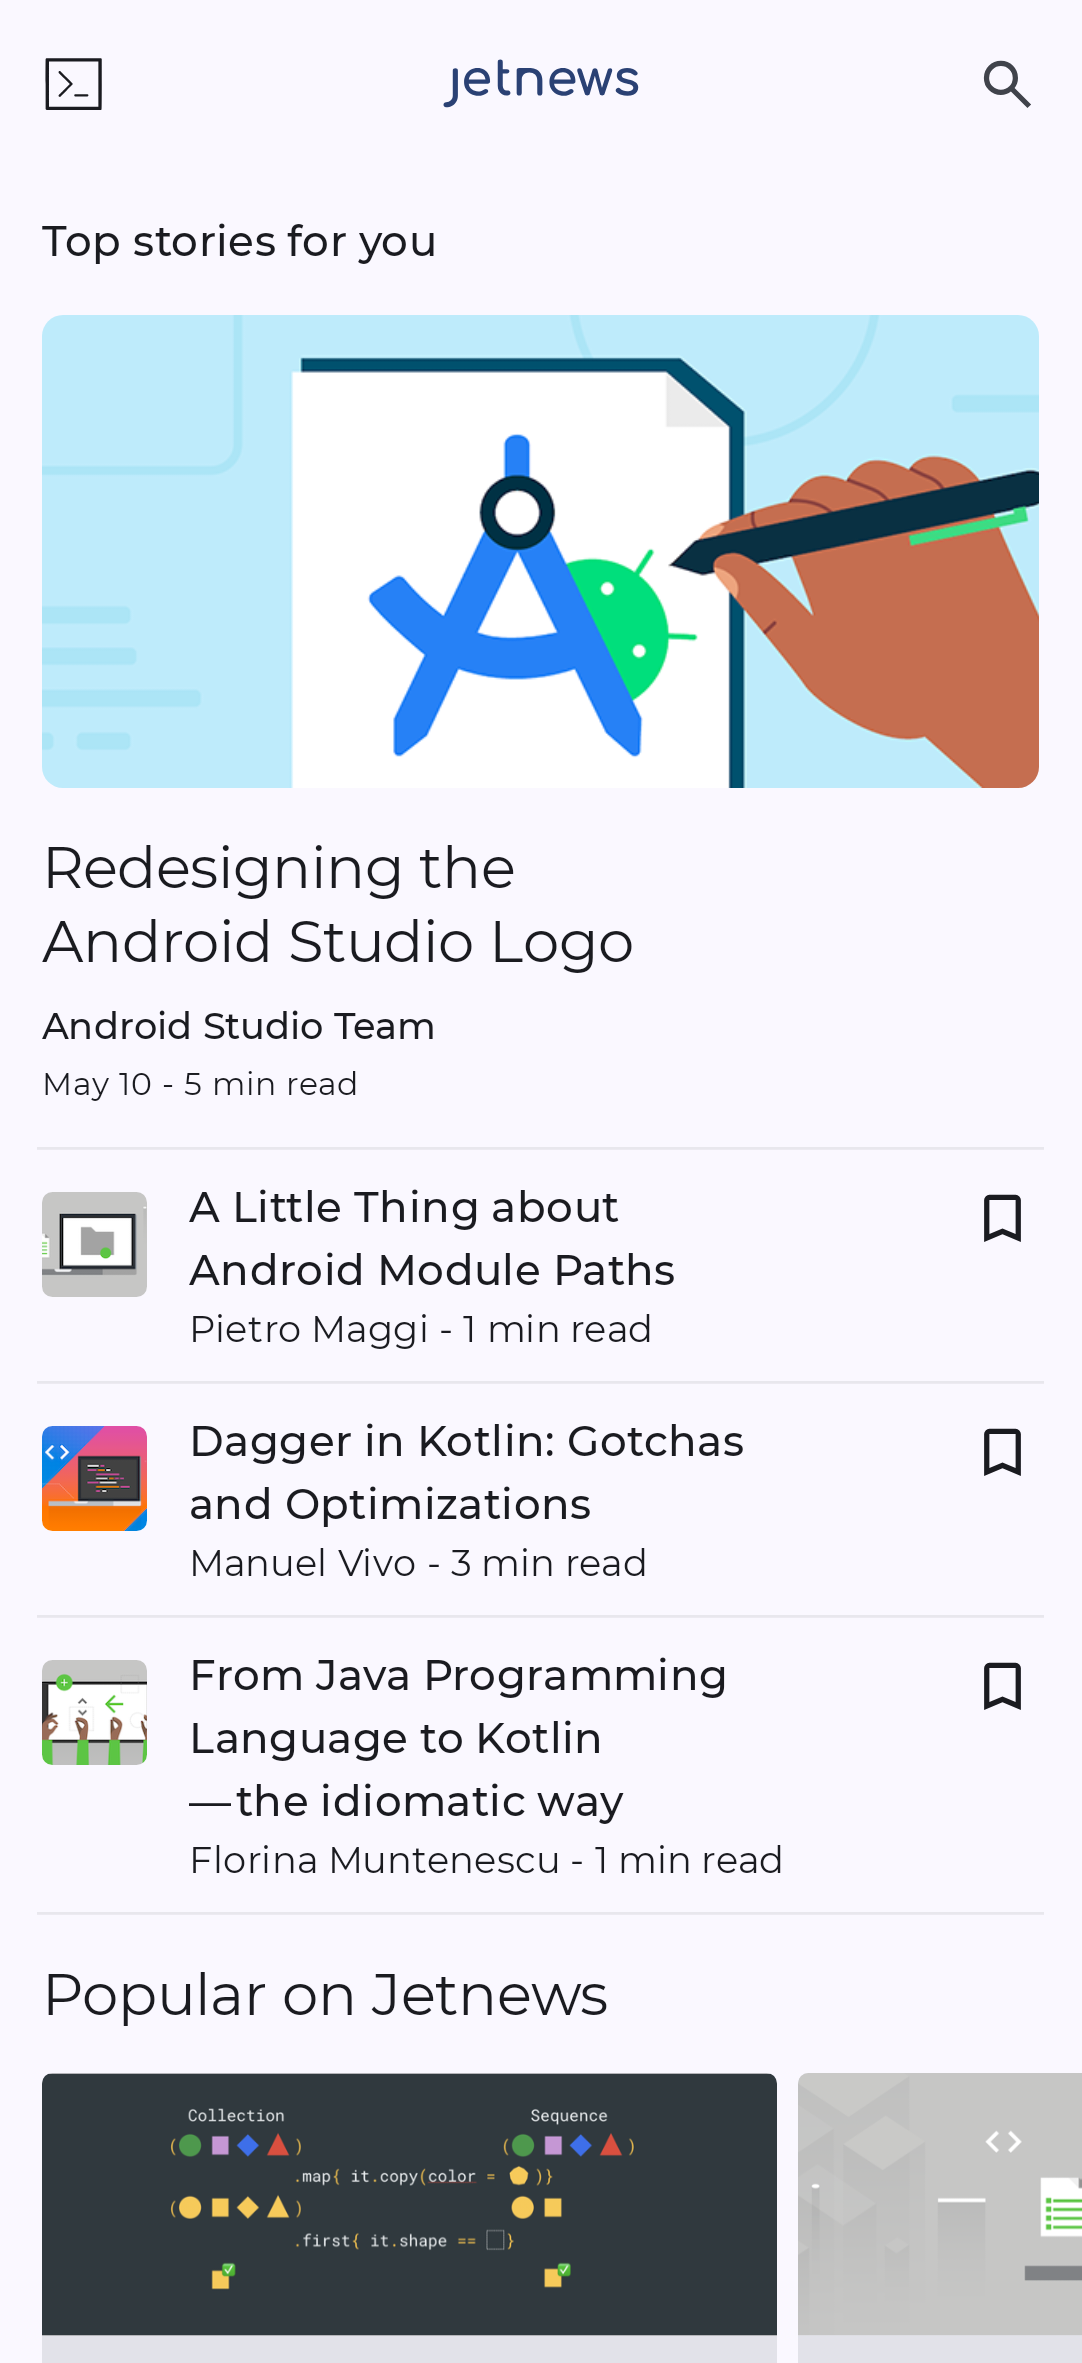 jetnews
Top stories for you
Redesigning the
Android Studio Logo
Android Studio Team
May 10 - 5 min read
A Little Thing about
Android Module Paths
Pietro Maggi - 1 min read
Dagger in Kotlin: Gotchas
and Optimizations
Manuel Vivo - 3 min read
From Java Programming
Language to Kotlin
—the idiomatic way
Florina Muntenescu - 1 min read
Popular on Jetnews
Collection Sequence
.map{ it.copy(color = )}
.first{ it.shape == }